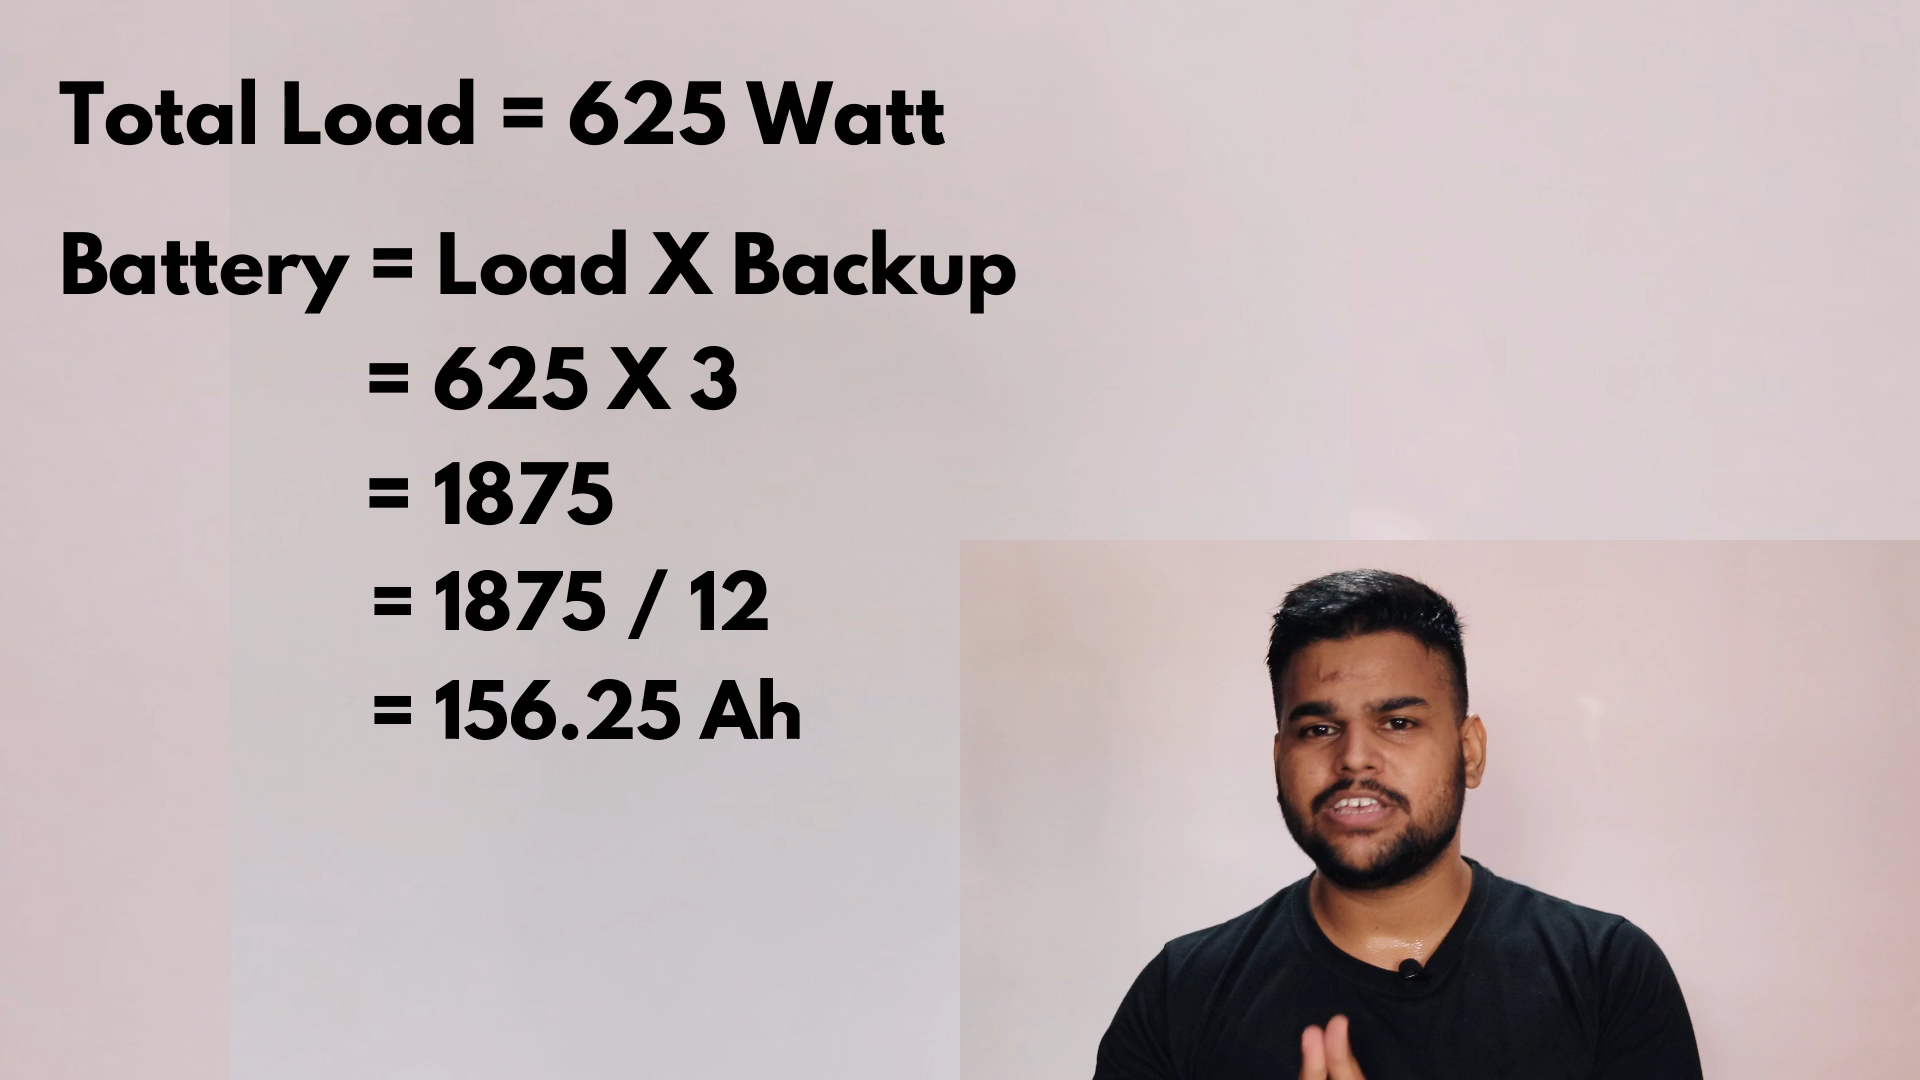 Total Load = 625 Watt
Battery = Load X Backup
= 625 X 3
= 1875
= 1875 / 12
= 156.25 Ah